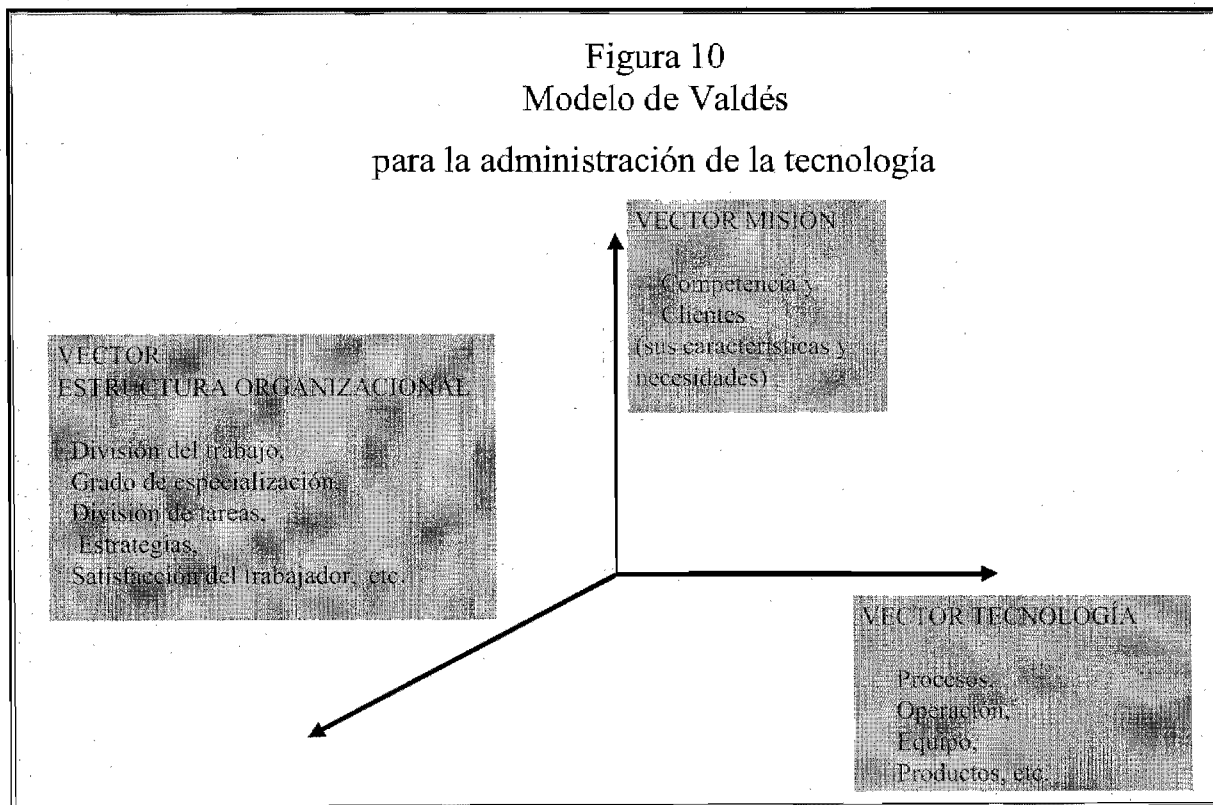 Figura 10
Modelo de Valdés
para la administración de la tecnología
VECTOR MISIÓN
Competencia y
Clientes
(sus características y
necesidades)
VECTOR
ESTRUCTURA ORGANIZACIONAL
División del trabajo,
Grado de especialización,
División de tareas,
Estrategias,
Satisfacción del trabajador, etc.
VECTOR TECNOLOGÍA
Procesos,
Operación,
Equipo,
Productos, etc.